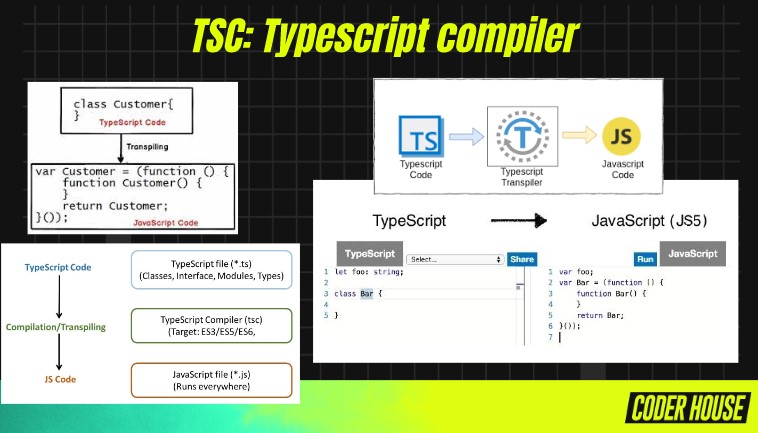 TSC: Typescript compiler
class Customer{
}
TypeScript Code
Transpiling
var Customer = (function () {
function Customer() {
}
return Customer;
}());
JavaScript Code
TS
T
JS
Typescript
Code
Typescript
Transpiler
Javascript
Code
TypeScript
JavaScript (JS5)
TypeScript
Select...
Share
Run
JavaScript
1 let foo: string;
2
3 class Bar {
4
5 }
1 var foo;
2 var Bar = (function () {
3 function Bar() {
4 }
5 return Bar;
6 }());
7
TypeScript Code
TypeScript file (*.ts)
(Classes, Interface, Modules, Types)
Compilation/Transpiling
TypeScript Compiler (tsc)
(Target: ES3/ES5/ES6,
JS Code
JavaScript file (*.js)
(Runs everywhere)
CODER HOUSE